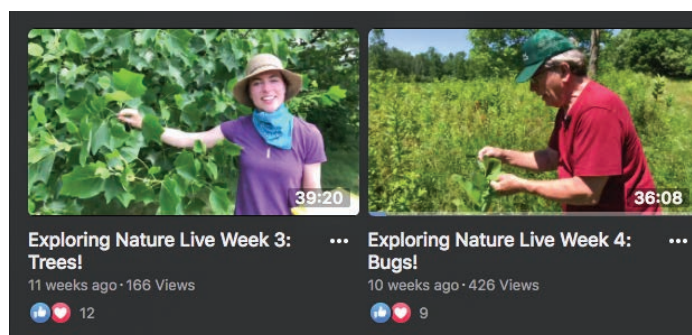 39:20
Exploring Nature Live Week 3:
Trees!
11 weeks ago · 166 Views
12
36:08
Exploring Nature Live Week 4:
Bugs!
10 weeks ago · 426 Views
9